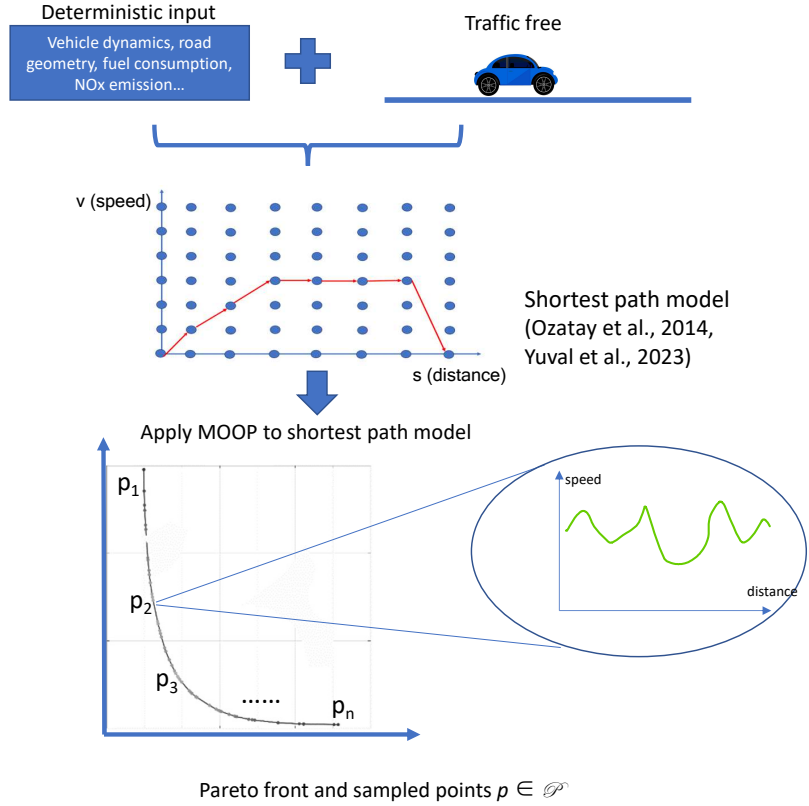 Deterministic input
Vehicle dynamics, road
geometry, fuel consumption,
NOx emission...
Traffic free
v (speed)
s (distance)
Shortest path model
(Ozatay et al., 2014,
Yuval et al., 2023)
Apply MOOP to shortest path model
p₁
p₂
p₃
......
pₙ
speed
distance
Pareto front and sampled points p ∈ 𝒫